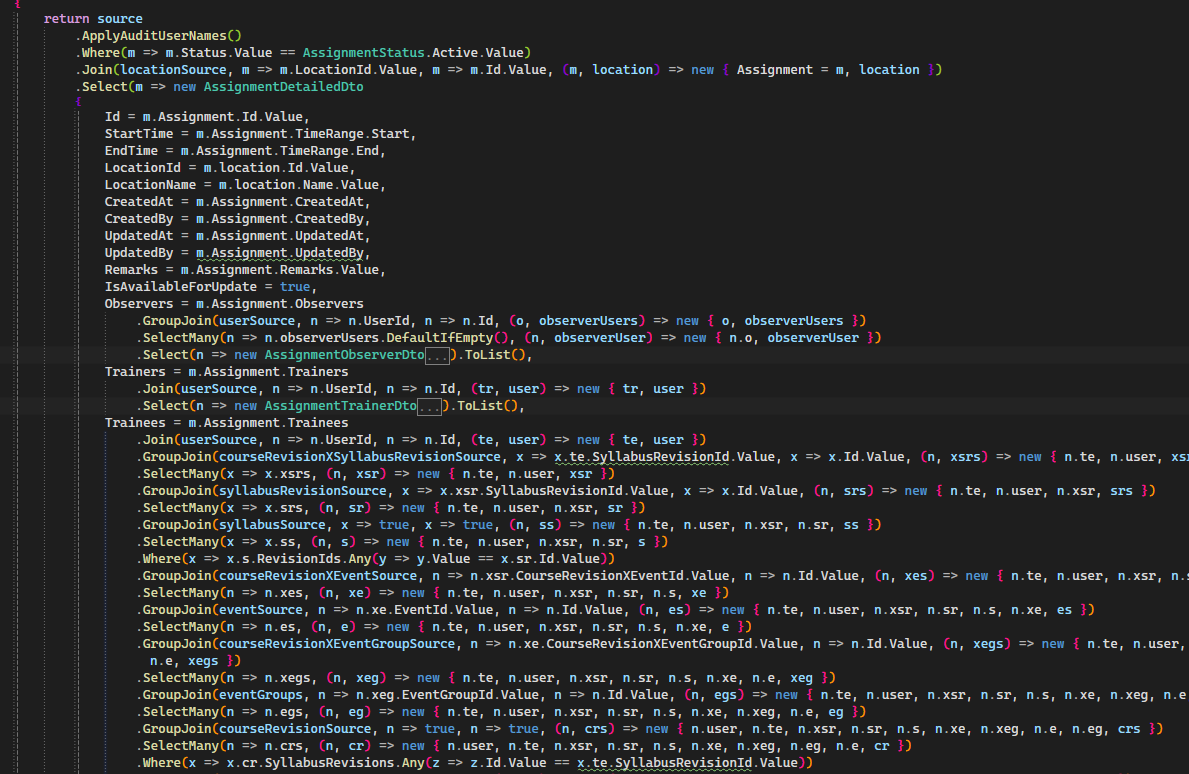 {
return source
.ApplyAuditUserNames()
.Where(m => m.Status.Value == AssignmentStatus.Active.Value)
.Join(locationSource, m => m.LocationId.Value, m => m.Id.Value, (m, location) => new { Assignment = m, location })
.Select(m => new AssignmentDetailedDto
{
Id = m.Assignment.Id.Value,
StartTime = m.Assignment.TimeRange.Start,
EndTime = m.Assignment.TimeRange.End,
LocationId = m.location.Id.Value,
LocationName = m.location.Name.Value,
CreatedAt = m.Assignment.CreatedAt,
CreatedBy = m.Assignment.CreatedBy,
UpdatedAt = m.Assignment.UpdatedAt,
UpdatedBy = m.Assignment.UpdatedBy,
Remarks = m.Assignment.Remarks.Value,
IsAvailableForUpdate = true,
Observers = m.Assignment.Observers
.GroupJoin(userSource, n => n.UserId, n => n.Id, (o, observerUsers) => new { o, observerUsers })
.SelectMany(n => n.observerUsers.DefaultIfEmpty(), (n, observerUser) => new { n.o, observerUser })
.Select(n => new AssignmentObserverDto...).ToList(),
Trainers = m.Assignment.Trainers
.Join(userSource, n => n.UserId, n => n.Id, (tr, user) => new { tr, user })
.Select(n => new AssignmentTrainerDto...).ToList(),
Trainees = m.Assignment.Trainees
.Join(userSource, n => n.UserId, n => n.Id, (te, user) => new { te, user })
.GroupJoin(courseRevisionXSyllabusRevisionSource, x => x.te.SyllabusRevisionId.Value, x => x.Id.Value, (n, xsrs) => new { n.te, n.user, xsr
.SelectMany(x => x.xsrs, (n, xsr) => new { n.te, n.user, xsr })
.GroupJoin(syllabusRevisionSource, x => x.xsr.SyllabusRevisionId.Value, x => x.Id.Value, (n, srs) => new { n.te, n.user, n.xsr, srs })
.SelectMany(x => x.srs, (n, sr) => new { n.te, n.user, n.xsr, sr })
.GroupJoin(syllabusSource, x => true, x => true, (n, ss) => new { n.te, n.user, n.xsr, n.sr, ss })
.SelectMany(x => x.ss, (n, s) => new { n.te, n.user, n.xsr, n.sr, s })
.Where(x => x.s.RevisionIds.Any(y => y.Value == x.sr.Id.Value))
.GroupJoin(courseRevisionXEventSource, n => n.xsr.CourseRevisionXEventId.Value, n => n.Id.Value, (n, xes) => new { n.te, n.user, n.xsr, n.s
.SelectMany(n => n.xes, (n, xe) => new { n.te, n.user, n.xsr, n.sr, n.s, xe })
.GroupJoin(eventSource, n => n.xe.EventId.Value, n => n.Id.Value, (n, es) => new { n.te, n.user, n.xsr, n.sr, n.s, n.xe, es })
.SelectMany(n => n.es, (n, e) => new { n.te, n.user, n.xsr, n.sr, n.s, n.xe, e })
.GroupJoin(courseRevisionXEventGroupSource, n => n.xe.CourseRevisionXEventGroupId.Value, n => n.Id.Value, (n, xegs) => new { n.te, n.user,
n.e, xegs })
.SelectMany(n => n.xegs, (n, xeg) => new { n.te, n.user, n.xsr, n.sr, n.s, n.xe, n.e, xeg })
.GroupJoin(eventGroups, n => n.xeg.EventGroupId.Value, n => n.Id.Value, (n, egs) => new { n.te, n.user, n.xsr, n.sr, n.s, n.xe, n.xeg, n.e
.SelectMany(n => n.egs, (n, eg) => new { n.te, n.user, n.xsr, n.sr, n.s, n.xe, n.xeg, n.e, eg })
.GroupJoin(courseRevisionSource, n => true, n => true, (n, crs) => new { n.user, n.te, n.xsr, n.sr, n.s, n.xe, n.xeg, n.e, n.eg, crs })
.SelectMany(n => n.crs, (n, cr) => new { n.user, n.te, n.xsr, n.sr, n.s, n.xe, n.xeg, n.eg, n.e, cr })
.Where(x => x.cr.SyllabusRevisions.Any(z => z.Id.Value == x.te.SyllabusRevisionId.Value))